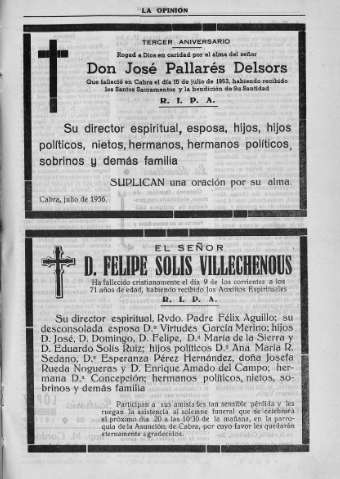 LA OPINIÓN
TERCER ANIVERSARIO
Rogad a Dios en caridad por el alma del señor
Don José Pallarés Delsors
Que falleció en Cabra el día 15 de julio de 1953, habiendo recibido
los Santos Sacramentos y la bendición de Su Santidad
R. I. P. A.
Su director espiritual, esposa, hijos, hijos
políticos, nietos, hermanos, hermanos políticos,
sobrinos y demás familia
SUPLICAN una oración por su alma.
Cabra, julio de 1956.
EL SEÑOR
D. FELIPE SOLIS VILLECHENOUS
Ha fallecido cristianamente el día 9 de los corrientes a los
71 años de edad, habiendo recibido los Auxilios Espirituales
R. I. P. A.
Su director espiritual, Rvdo. Padre Félix Aguillo; su
desconsolada esposa D.ª Virtudes García Merino; hijos
D. José, D. Domingo, D. Felipe, D.ª María de la Sierra y
D. Eduardo Solís Ruiz; hijos políticos D.ª Ana María R.
Sedano, D.ª Esperanza Pérez Hernández, doña Josefa
Rueda Nogueras y D. Enrique Amado del Campo; her-
mana D.ª Concepción; hermanos políticos, nietos, so-
brinos y demás familia
Participan a sus amistades tan sensible pérdida y les
ruegan la asistencia al solemne funeral que se celebrará
el próximo día 20 a las 10'30 de la mañana, en la parro-
quia de la Asunción de Cabra, por cuyo favor les quedarán
eternamente agradecidos.